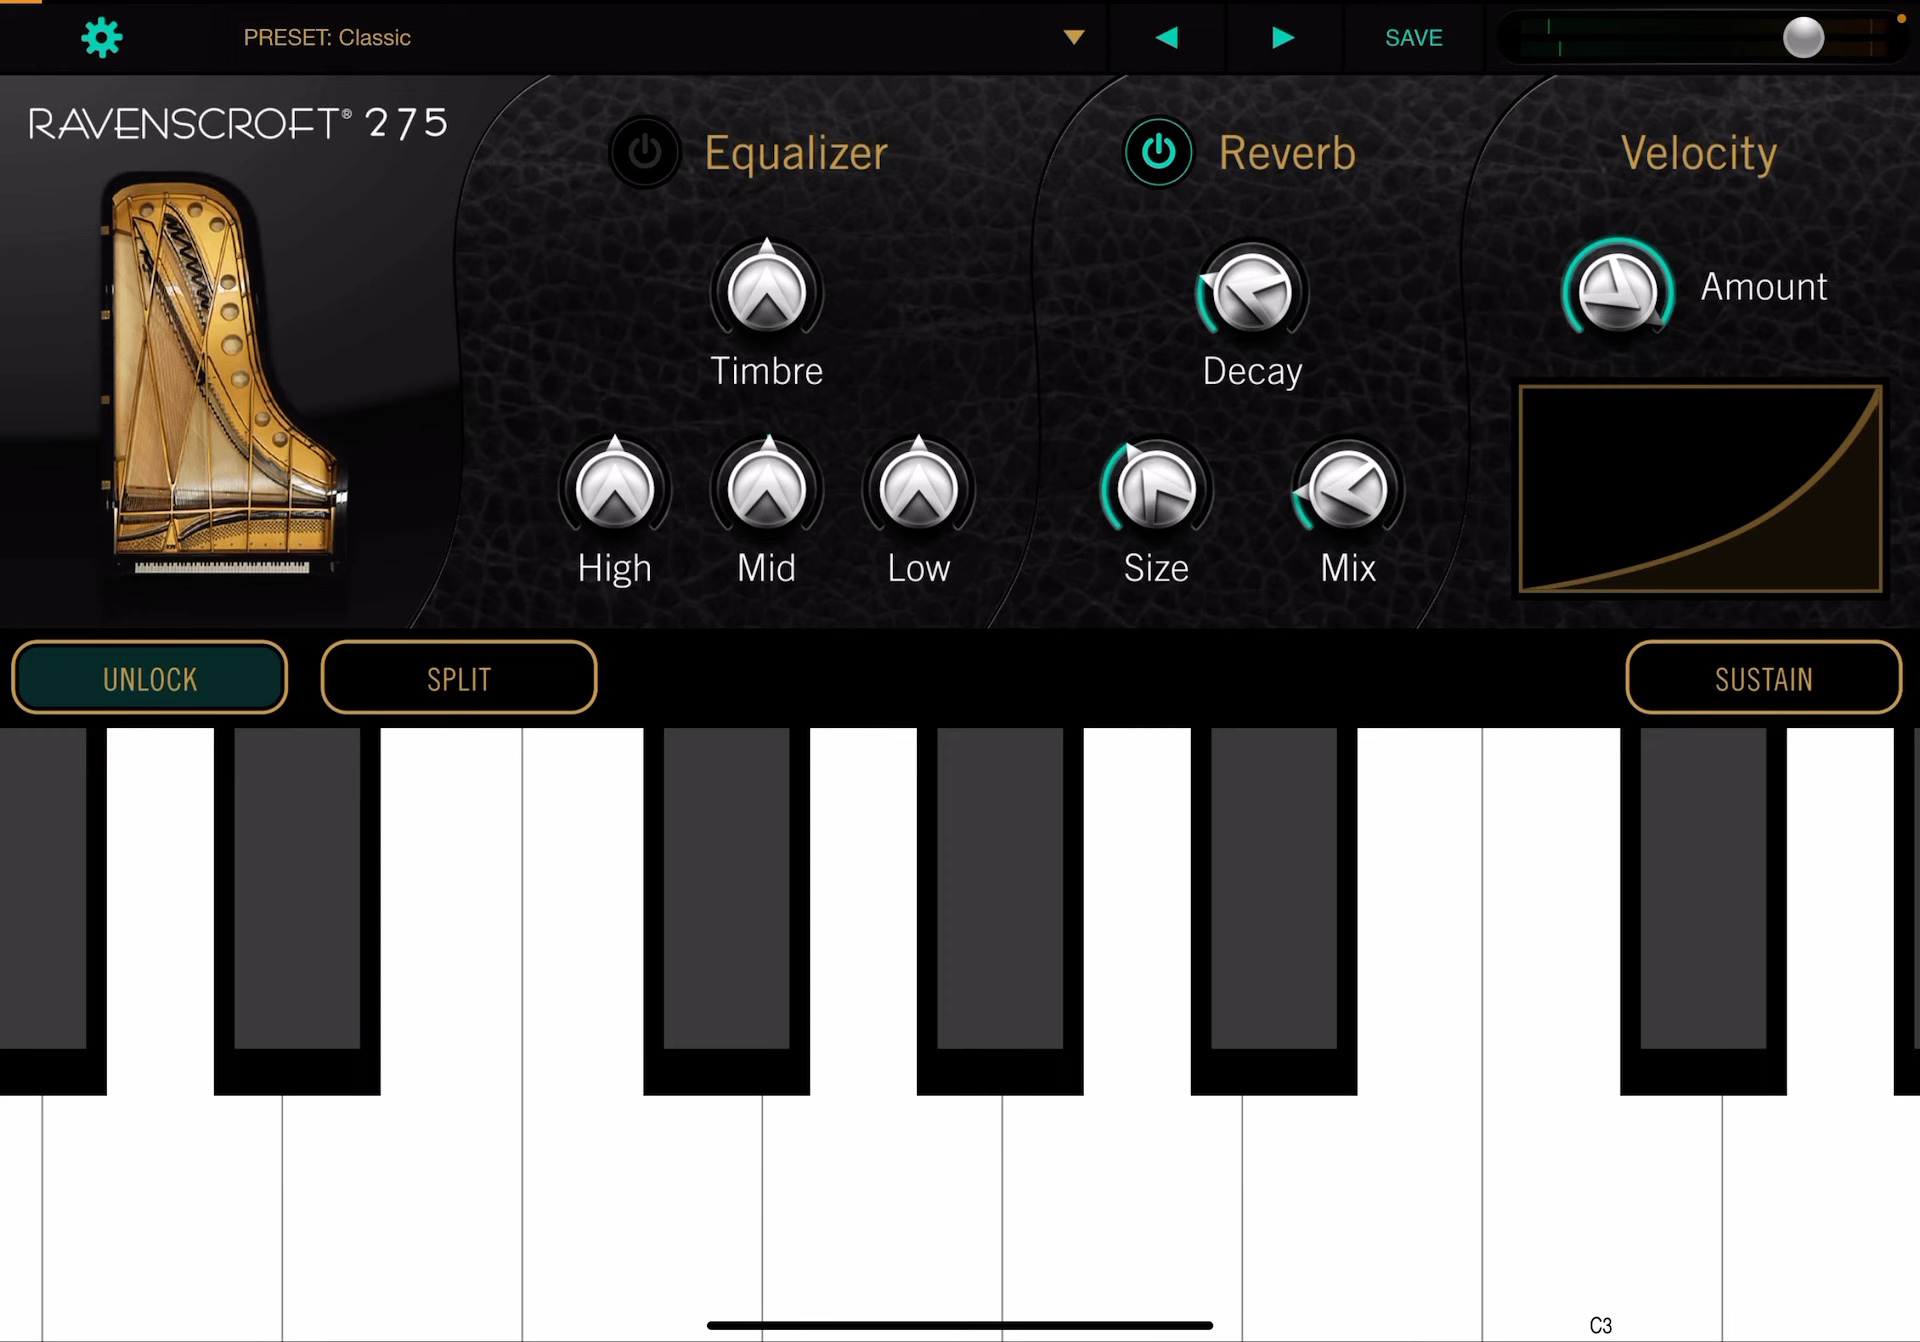 PRESET: Classic
SAVE
RAVENSCROFT® 275
Equalizer
Reverb
Velocity
Timbre
Decay
Amount
High
Mid
Low
Size
Mix
UNLOCK
SPLIT
SUSTAIN
C3